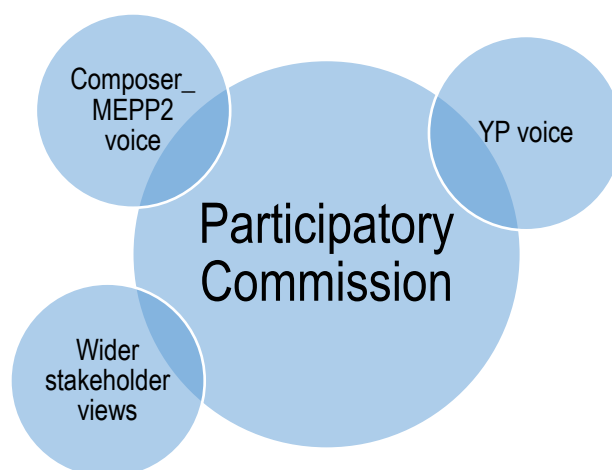 Composer_
MEPP2
voice
YP voice
Participatory
Commission
Wider
stakeholder
views